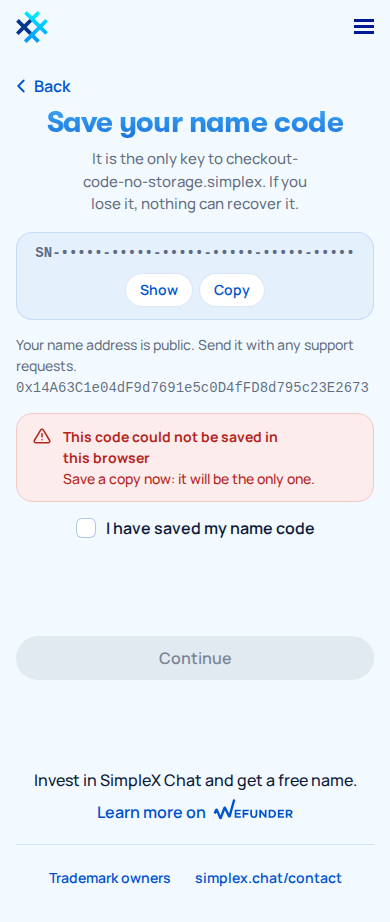 Back
Save your name code
It is the only key to checkout-
code-no-storage.simplex. If you
lose it, nothing can recover it.
SN-•••••-•••••-•••••-•••••-•••••-•••••
Show
Copy
Your name address is public. Send it with any support
requests.
0x14A63C1e04dF9d7691e5c0D4fFD8d795c23E2673
This code could not be saved in
this browser
Save a copy now: it will be the only one.
I have saved my name code
Continue
Invest in SimpleX Chat and get a free name.
Learn more on WEFUNDER
Trademark owners
simplex.chat/contact